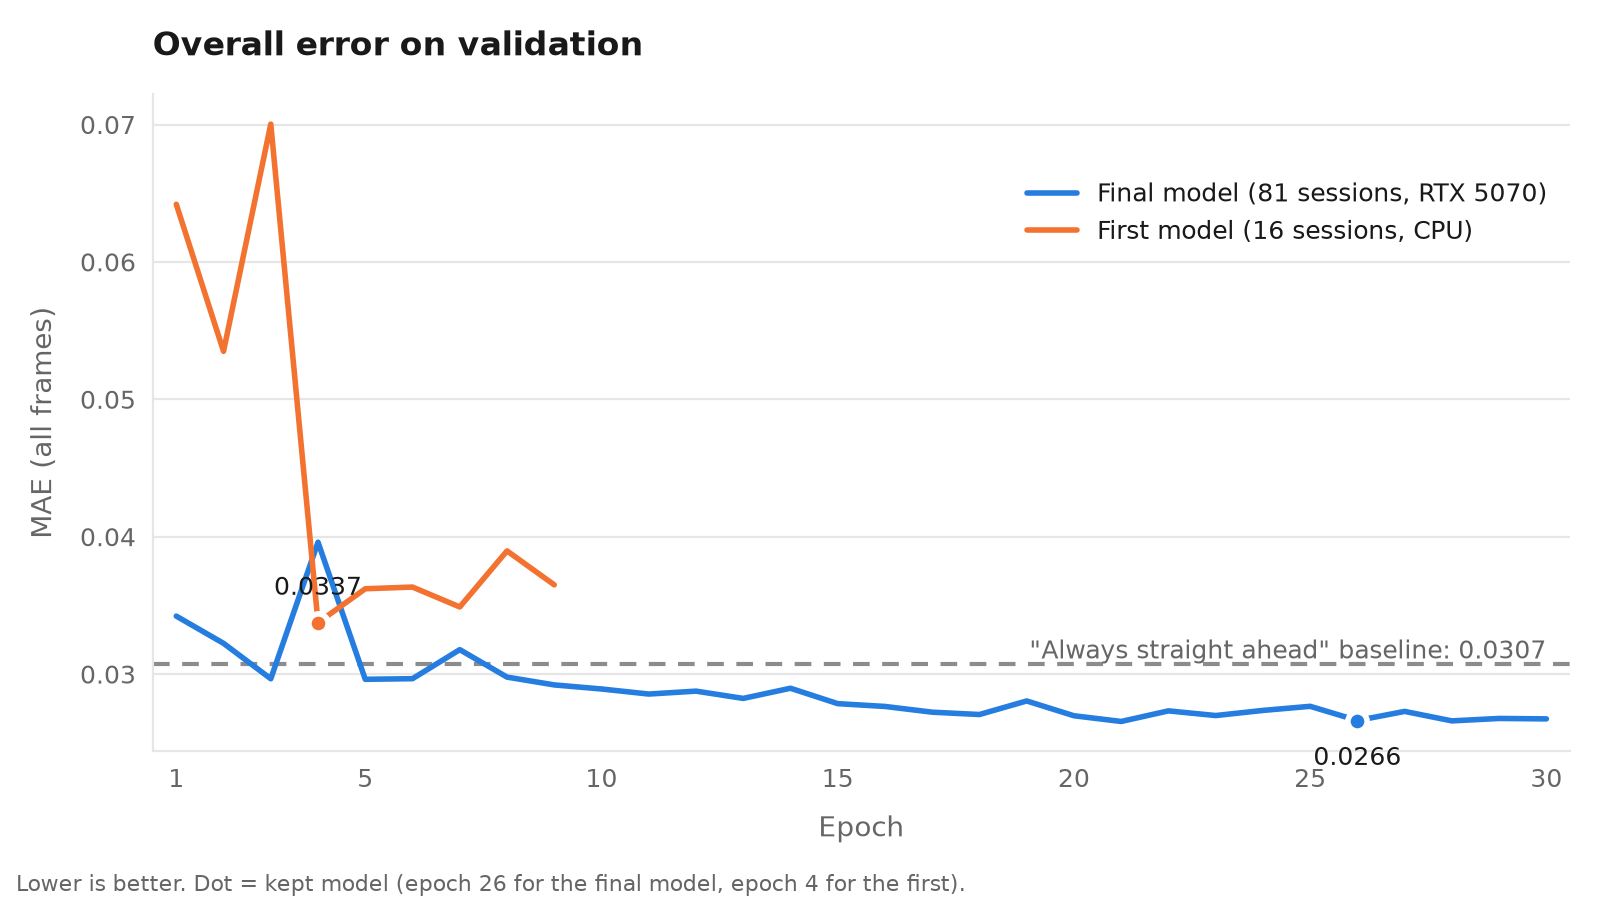 Overall error on validation
0.07
0.06
0.05
0.04
0.03
MAE (all frames)
Final model (81 sessions, RTX 5070)
First model (16 sessions, CPU)
0.0337
"Always straight ahead" baseline: 0.0307
0.0266
1 5 10 15 20 25 30
Epoch
Lower is better. Dot = kept model (epoch 26 for the final model, epoch 4 for the first).